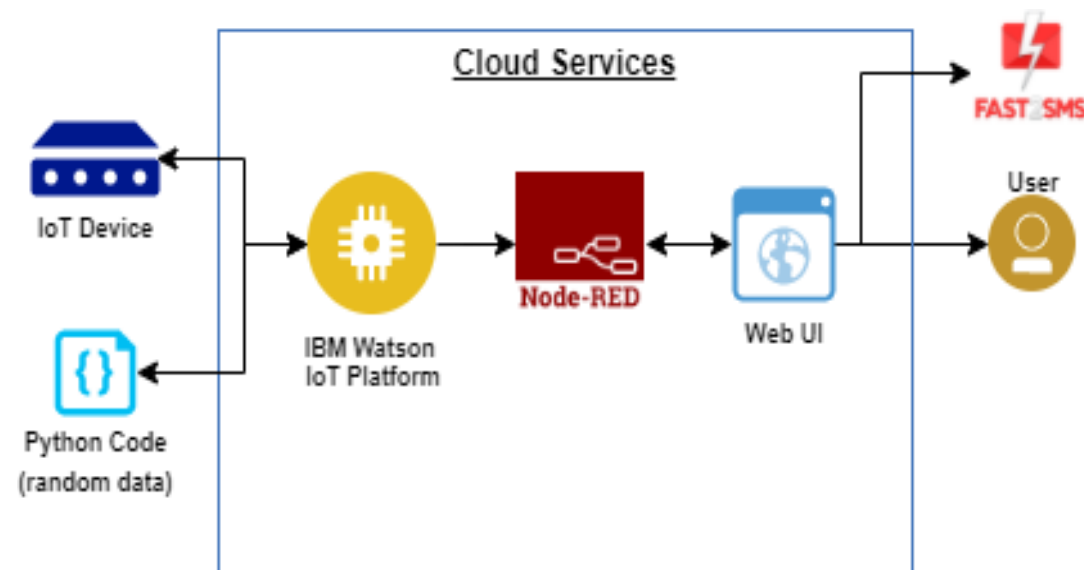 Cloud Services
FAST2SMS
User
IoT Device
Node-RED
Web UI
IBM Watson
IoT Platform
{}
Python Code
(random data)